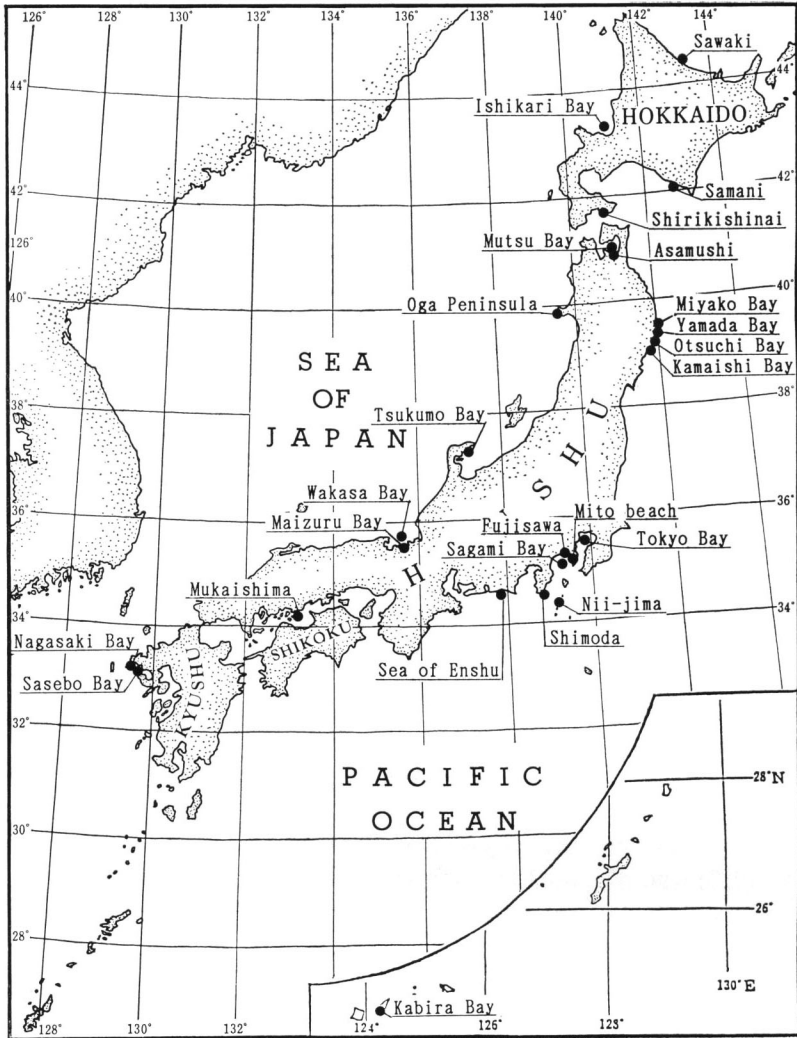 126° 128° 130° 132° 134° 136° 138° 140° 142° 144°
126°
Sawaki
44°
44°
Ishikari Bay
HOKKAIDO
42°
Samani
42°
Shirikishinai
126°
Mutsu Bay
Asamushi
40°
40°
Oga Peninsula
Miyako Bay
Yamada Bay
Otsuchi Bay
Kamaishi Bay
SEA
OF
JAPAN
38°
38°
Tsukumo Bay
HSHU
Wakasa Bay
Maizuru Bay
36°
36°
Mito beach
Fujisawa
Tokyo Bay
Sagami Bay
Mukaishima
34°
34°
Nii-jima
Nagasaki Bay
SHIKOKU
Shimoda
Sasebo Bay
KYUSHU
Sea of Enshu
32°
32°
PACIFIC
OCEAN
28°N
30°
26°
28°
130°E
Kabira Bay
128° 130° 132° 124° 126° 128°